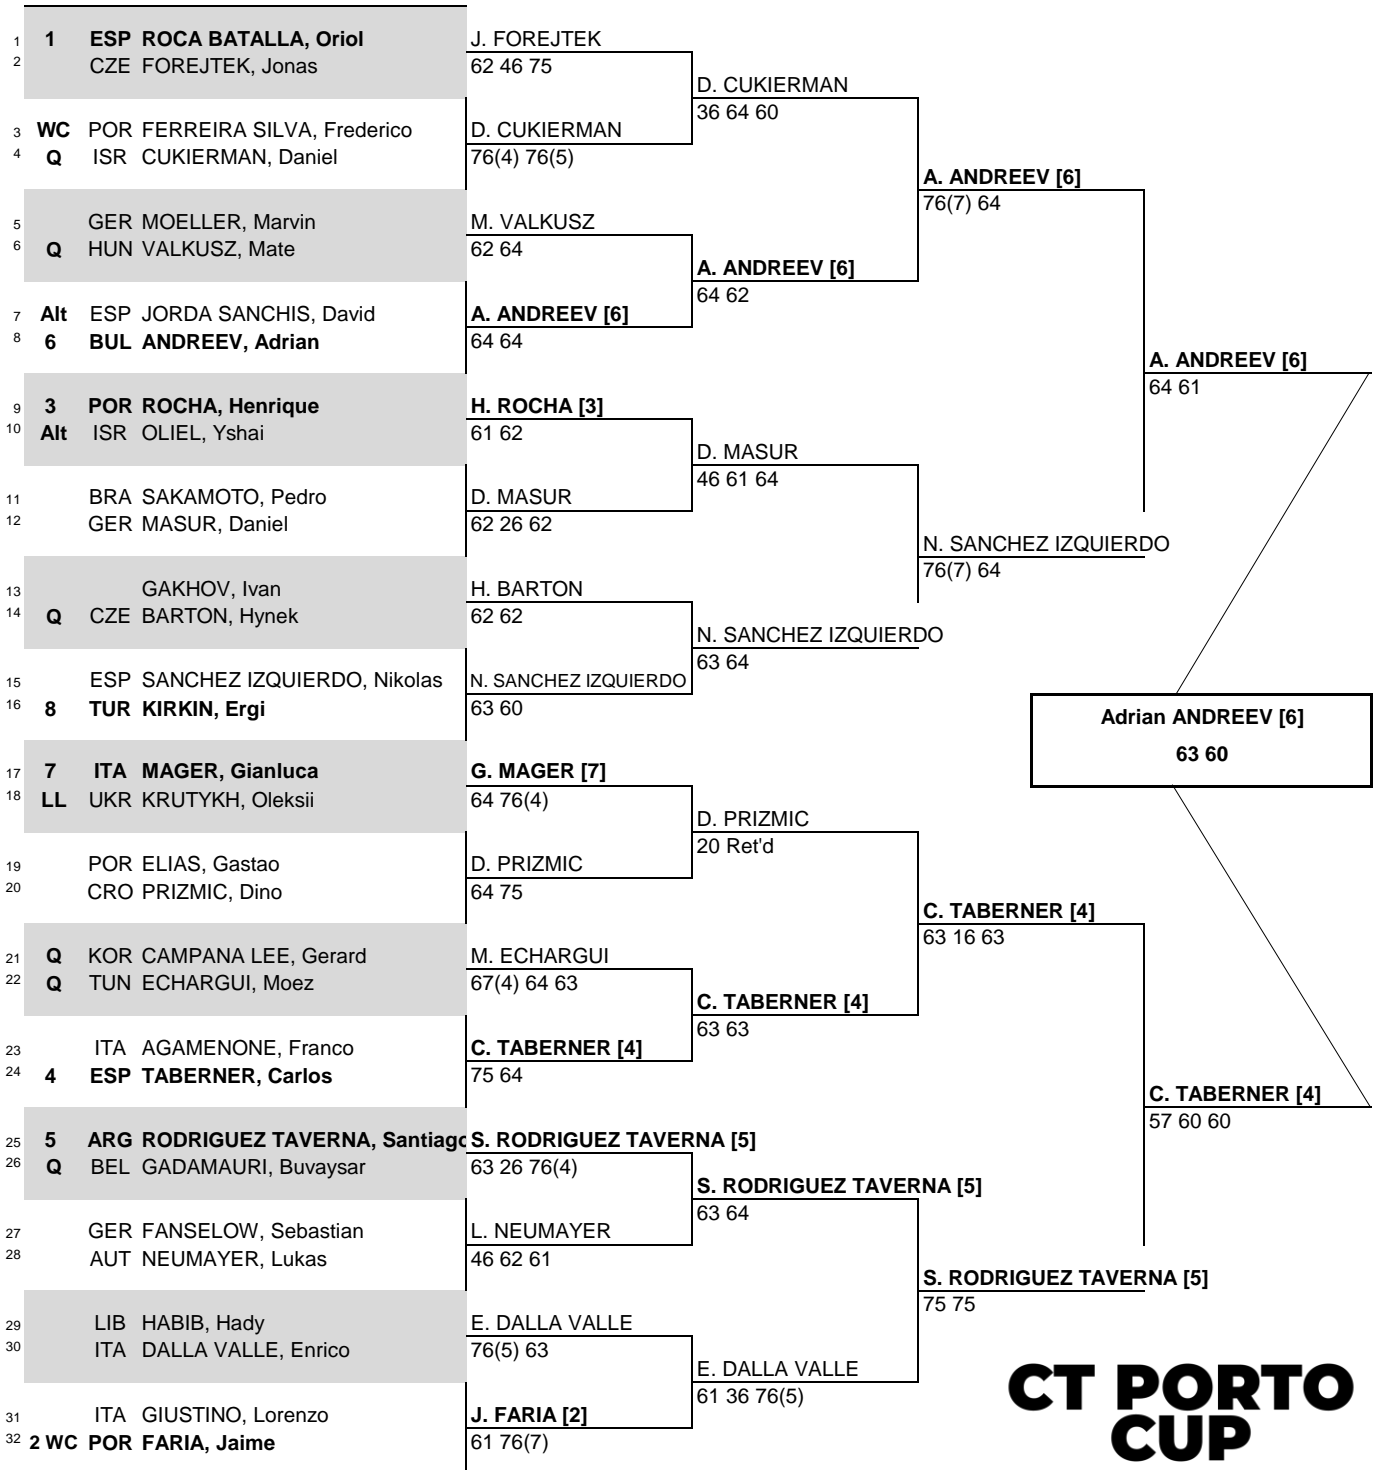 1 1 ESP ROCA BATALLA, Oriol
2 CZE FOREJTEK, Jonas
3 WC POR FERREIRA SILVA, Frederico
4 Q ISR CUKIERMAN, Daniel
5 GER MOELLER, Marvin
6 Q HUN VALKUSZ, Mate
7 Alt ESP JORDA SANCHIS, David
8 6 BUL ANDREEV, Adrian
9 3 POR ROCHA, Henrique
10 Alt ISR OLIEL, Yshai
11 BRA SAKAMOTO, Pedro
12 GER MASUR, Daniel
13 GAKHOV, Ivan
14 Q CZE BARTON, Hynek
15 ESP SANCHEZ IZQUIERDO, Nikolas
16 8 TUR KIRKIN, Ergi
17 7 ITA MAGER, Gianluca
18 LL UKR KRUTYKH, Oleksii
19 POR ELIAS, Gastao
20 CRO PRIZMIC, Dino
21 Q KOR CAMPANA LEE, Gerard
22 Q TUN ECHARGUI, Moez
23 ITA AGAMENONE, Franco
24 4 ESP TABERNER, Carlos
25 5 ARG RODRIGUEZ TAVERNA, Santiago
26 Q BEL GADAMAURI, Buvaysar
27 GER FANSELOW, Sebastian
28 AUT NEUMAYER, Lukas
29 LIB HABIB, Hady
30 ITA DALLA VALLE, Enrico
31 ITA GIUSTINO, Lorenzo
32 2 WC POR FARIA, Jaime
J. FOREJTEK
62 46 75
D. CUKIERMAN
76(4) 76(5)
M. VALKUSZ
62 64
A. ANDREEV [6]
64 64
H. ROCHA [3]
61 62
D. MASUR
62 26 62
H. BARTON
62 62
N. SANCHEZ IZQUIERDO
63 60
G. MAGER [7]
64 76(4)
D. PRIZMIC
64 75
M. ECHARGUI
67(4) 64 63
C. TABERNER [4]
75 64
S. RODRIGUEZ TAVERNA [5]
63 26 76(4)
L. NEUMAYER
46 62 61
E. DALLA VALLE
76(5) 63
J. FARIA [2]
61 76(7)
D. CUKIERMAN
36 64 60
A. ANDREEV [6]
64 62
D. MASUR
46 61 64
N. SANCHEZ IZQUIERDO
63 64
D. PRIZMIC
20 Ret'd
C. TABERNER [4]
63 63
S. RODRIGUEZ TAVERNA [5]
63 64
E. DALLA VALLE
61 36 76(5)
A. ANDREEV [6]
76(7) 64
N. SANCHEZ IZQUIERDO
76(7) 64
C. TABERNER [4]
63 16 63
S. RODRIGUEZ TAVERNA [5]
75 75
A. ANDREEV [6]
64 61
C. TABERNER [4]
57 60 60
Adrian ANDREEV [6]
63 60
CT PORTO
CUP